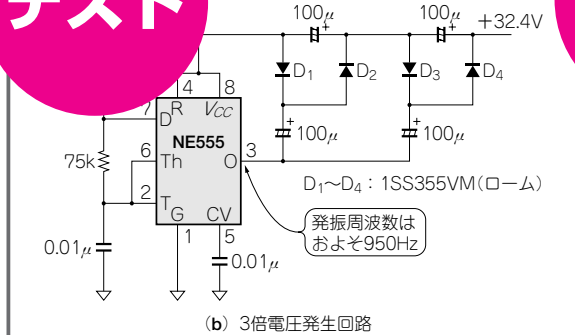 テスト
100μ
+
100μ
+
+32.4V
4
8
D1
D2
D3
D4
7
D
R
VCC
+
100μ
+
100μ
NE555
75k
6
Th
O
3
D1〜D4：1SS355VM(ローム)
2
T
G
CV
発振周波数は
およそ950Hz
1
5
0.01μ
0.01μ
(b) 3倍電圧発生回路